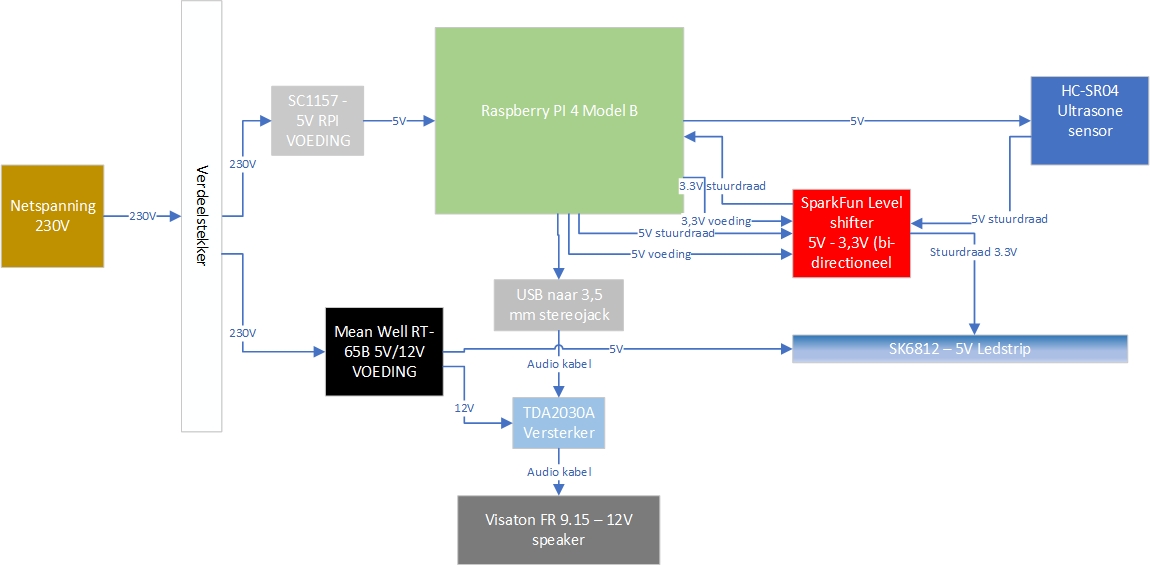 Netspanning
230V
230V
Verdeelstekker
230V
230V
SC1157 -
5V RPI
VOEDING
5V
Raspberry PI 4 Model B
5V
HC-SR04
Ultrasone
sensor
3.3V stuurdraad
3,3V voeding
5V stuurdraad
5V voeding
SparkFun Level
shifter
5V - 3,3V (bi-
directioneel
5V stuurdraad
Stuurdraad 3.3V
USB naar 3,5
mm stereojack
Mean Well RT-
65B 5V/12V
VOEDING
5V
SK6812 – 5V Ledstrip
Audio kabel
12V
TDA2030A
Versterker
Audio kabel
Visaton FR 9.15 – 12V
speaker